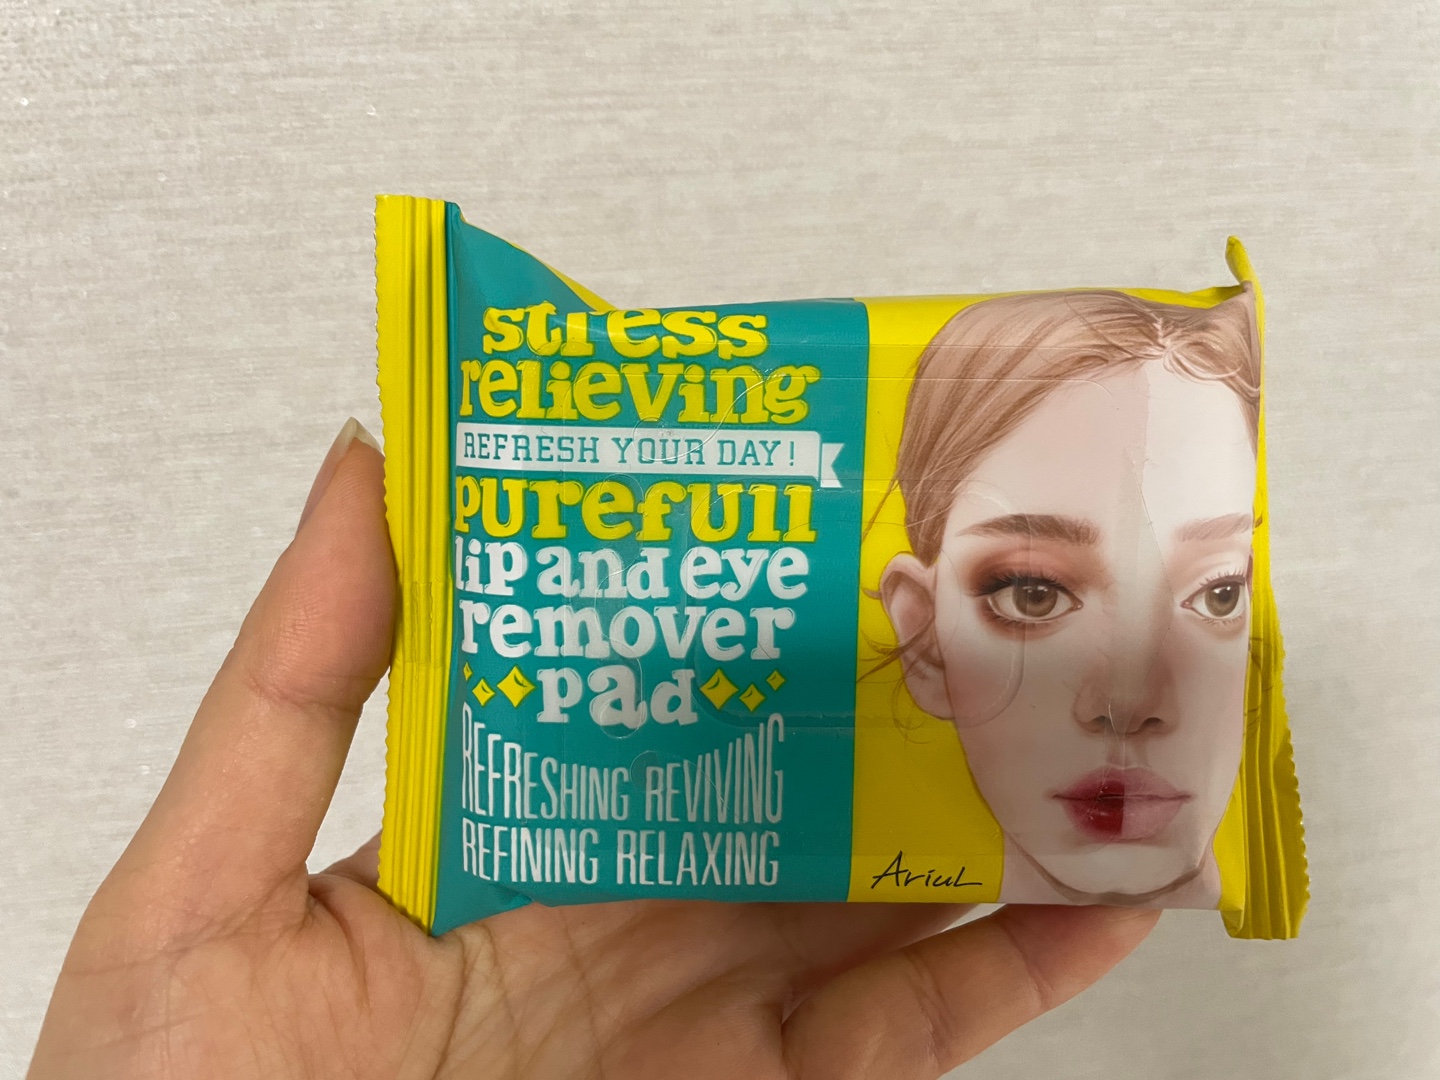 stress
relieving
REFRESH YOUR DAY!
purefull
lip and eye
remover
pad
REFRESHING REVIVING
REFINING RELAXING
Ariul